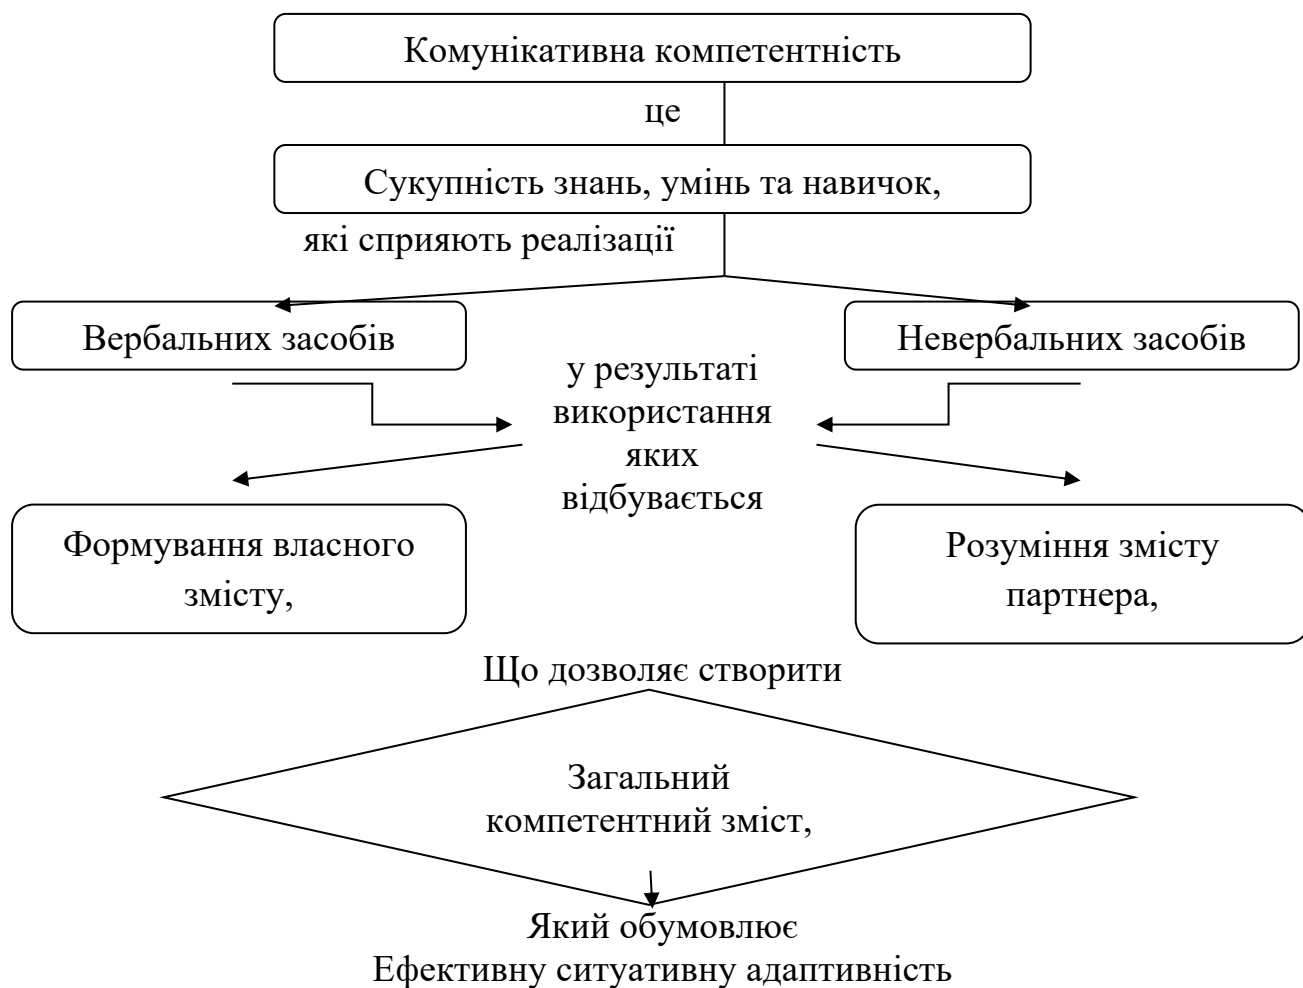 Комунікативна компетентність
це
Сукупність знань, умінь та навичок,
які сприяють реалізації
Вербальних засобів
Невербальних засобів
у результаті
використання
яких
відбувається
Формування власного
змісту,
Розуміння змісту
партнера,
Що дозволяє створити
Загальний
компетентний зміст,
Який обумовлює
Ефективну ситуативну адаптивність